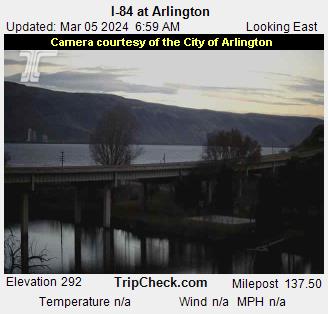 I-84 at Arlington
Updated: Mar 05 2024 6:59 AM Looking East
Camera courtesy of the City of Arlington
Elevation 292 TripCheck.com Milepost 137.50
Temperature n/a Wind n/a MPH n/a